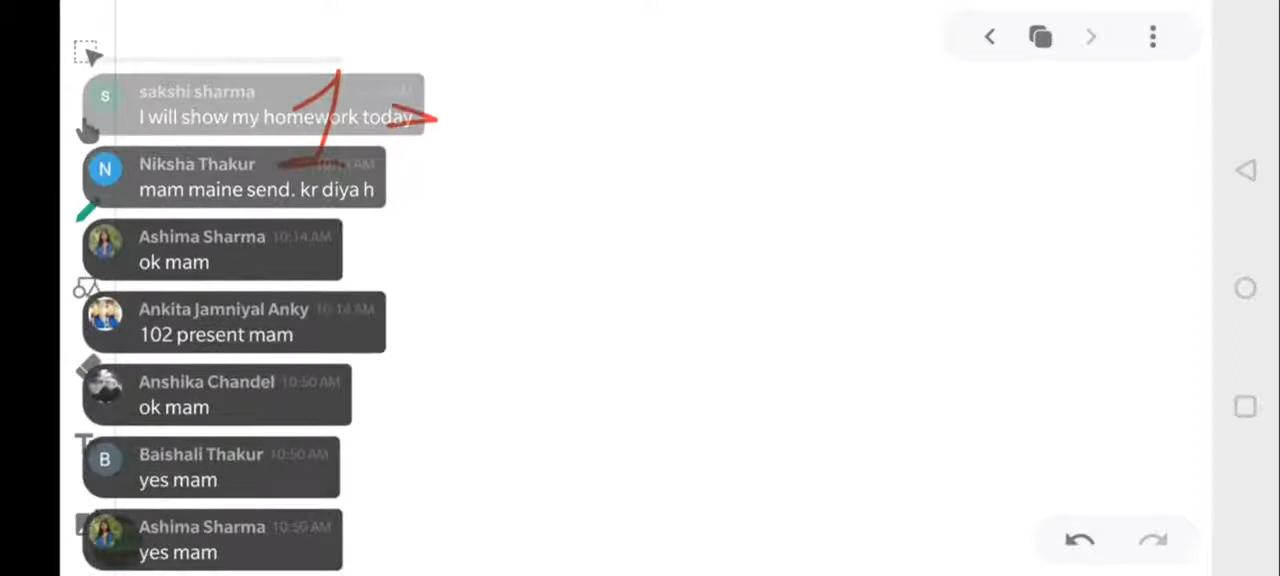 S
sakshi sharma
I will show my homework today
1>
N
Niksha Thakur
mam maine send. kr diya h
Ashima Sharma 10:14 AM
ok mam
Ankita Jamniyal Anky 10:14 AM
102 present mam
Anshika Chandel 10:50 AM
ok mam
T
B
Baishali Thakur 10:50 AM
yes mam
Ashima Sharma 10:50 AM
yes mam